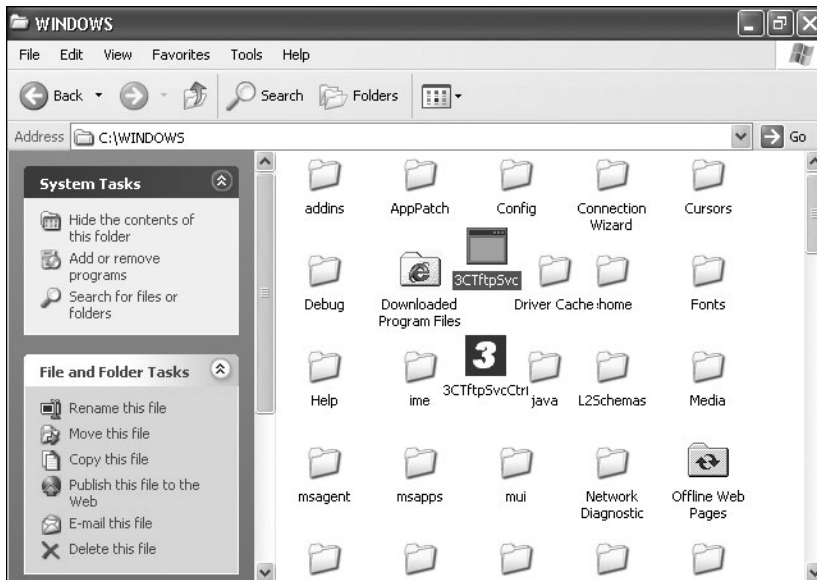 WINDOWS
File Edit View Favorites Tools Help
Back Search Folders
Address C:\WINDOWS Go
System Tasks
Hide the contents of
this folder
Add or remove
programs
Search for files or
folders
File and Folder Tasks
Rename this file
Move this file
Copy this file
Publish this file to the
Web
E-mail this file
Delete this file
addins AppPatch Config Connection
Wizard Cursors
3CTftpSvc
Debug Downloaded
Program Files Driver Cache home Fonts
3
3CTftpSvcCtrl
Help ime java L2Schemas Media
msagent msapps mui Network
Diagnostic Offline Web
Pages